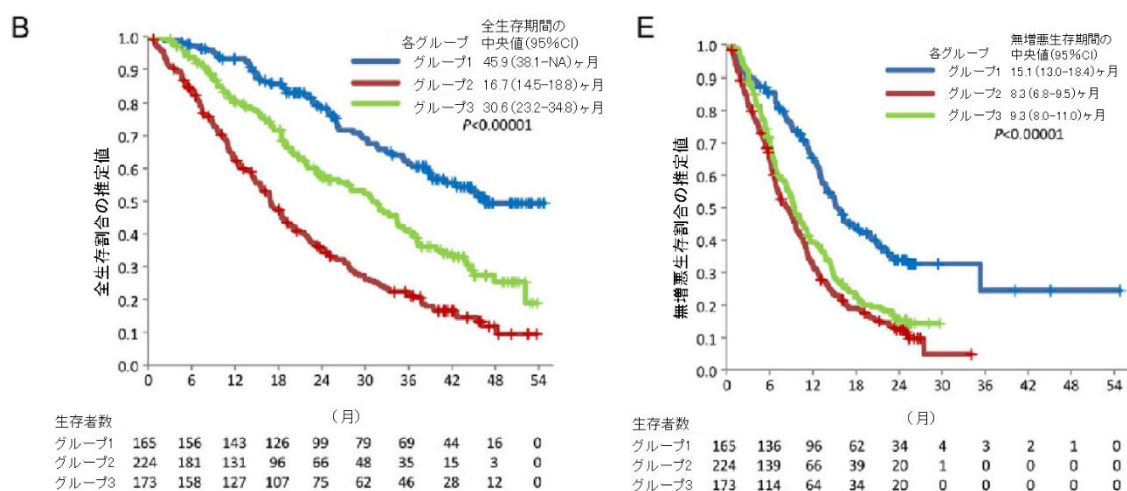 B
全生存期間の
各グループ 中央値(95%CI)
グループ1 45.9(38.1-NA)ヶ月
グループ2 16.7(14.5-18.8)ヶ月
グループ3 30.6(23.2-34.8)ヶ月
P<0.00001
全生存割合の推定値
1.0
0.9
0.8
0.7
0.6
0.5
0.4
0.3
0.2
0.1
0.0
0 6 12 18 24 30 36 42 48 54
(月)
生存者数
グループ1 165 156 143 126 99 79 69 44 16 0
グループ2 224 181 131 96 66 48 35 15 3 0
グループ3 173 158 127 107 75 62 46 28 12 0
E
無増悪生存期間の
各グループ 中央値(95%CI)
グループ1 15.1(13.0-18.4)ヶ月
グループ2 8.3(6.8-9.5)ヶ月
グループ3 9.3(8.0-11.0)ヶ月
P<0.00001
無増悪生存割合の推定値
1.0
0.9
0.8
0.7
0.6
0.5
0.4
0.3
0.2
0.1
0.0
0 6 12 18 24 30 36 42 48 54
(月)
生存者数
グループ1 165 136 96 62 34 4 3 2 1 0
グループ2 224 139 66 39 20 1 0 0 0 0
グループ3 173 114 64 34 20 0 0 0 0 0